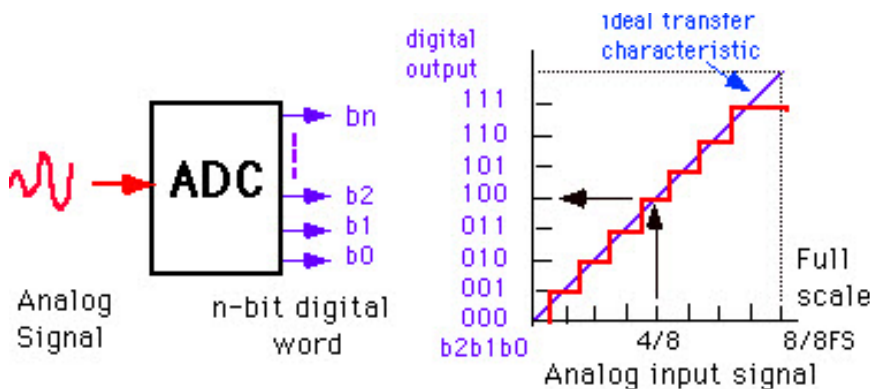 ADC
bn
b2
b1
b0
Analog
Signal
n-bit digital
word
ideal transfer
characteristic
digital
output
111
110
101
100
011
010
001
000
b2b1b0
4/8
8/8FS
Full
scale
Analog input signal